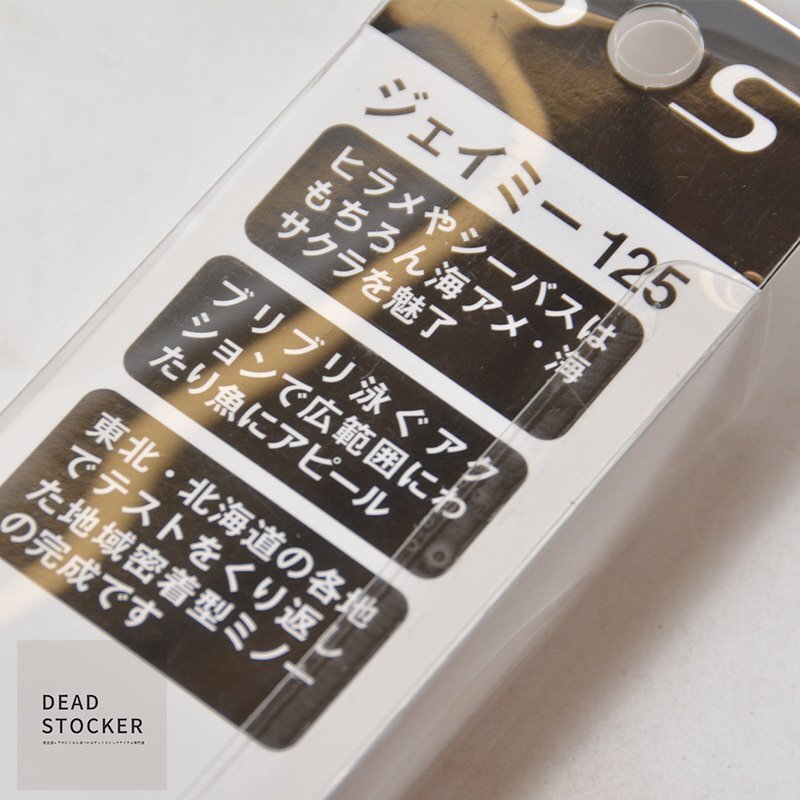 S
ジェイミー125
ヒラメやシーバスは
もちろん海アメ・海
サクラを魅了
ブリブリ泳ぐアク
ションで広範囲にわ
たり魚にアピール
東北・北海道の各地
でテストをくり返し
た地域密着型ミノー
の完成です
DEAD
STOCKER